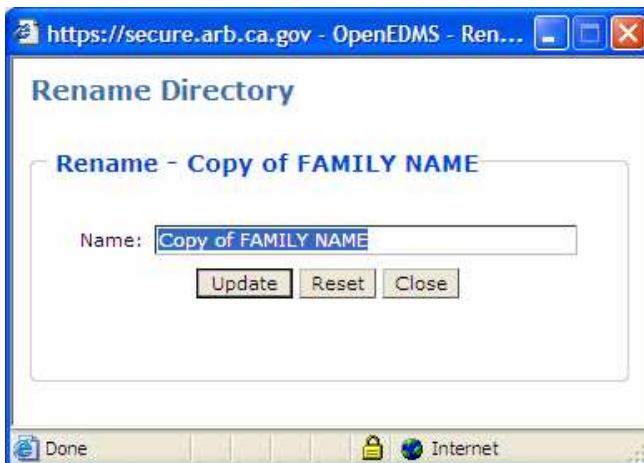 https://secure.arb.ca.gov - OpenEDMS - Ren...
Rename Directory
Rename - Copy of FAMILY NAME
Name: Copy of FAMILY NAME
Update Reset Close
Done Internet